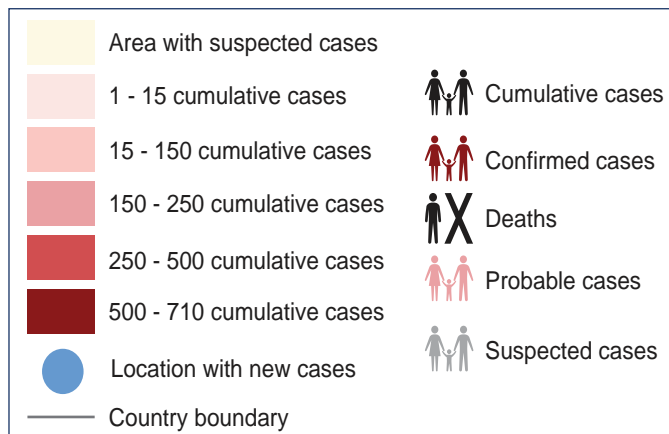 Area with suspected cases
1 - 15 cumulative cases
15 - 150 cumulative cases
150 - 250 cumulative cases
250 - 500 cumulative cases
500 - 710 cumulative cases
Location with new cases
Country boundary
Cumulative cases
Confirmed cases
Deaths
Probable cases
Suspected cases